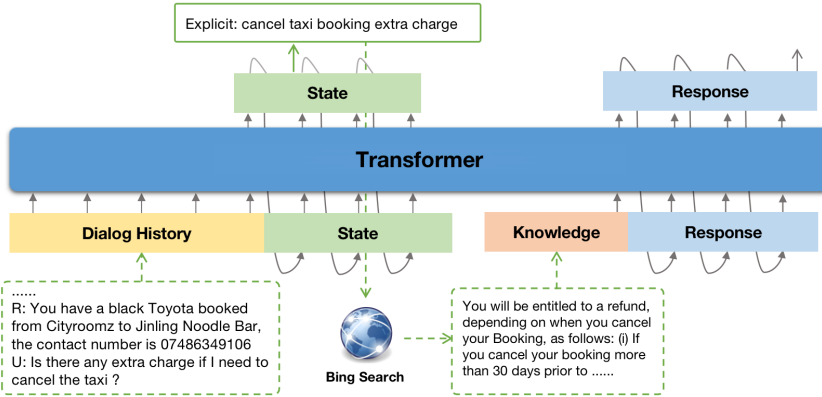 Explicit: cancel taxi booking extra charge
State
Response
Transformer
Dialog History
State
Knowledge
Response
......
R: You have a black Toyota booked
from Cityroomz to Jinling Noodle Bar,
the contact number is 07486349106
U: Is there any extra charge if I need to
cancel the taxi ?
Bing Search
You will be entitled to a refund,
depending on when you cancel
your Booking, as follows: (i) If
you cancel your booking more
than 30 days prior to ......